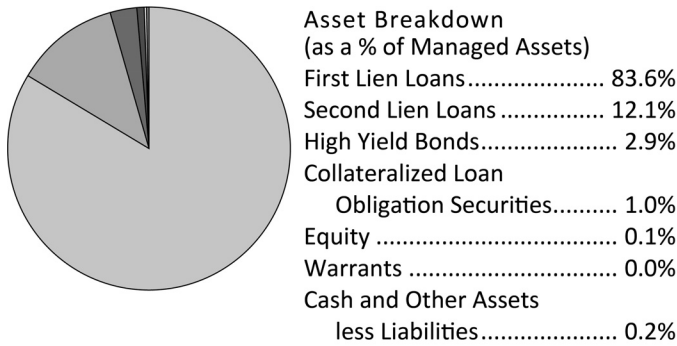 Asset Breakdown
(as a % of Managed Assets)
First Lien Loans...................... 83.6%
Second Lien Loans ................. 12.1%
High Yield Bonds...................... 2.9%
Collateralized Loan
Obligation Securities.......... 1.0%
Equity ....................................... 0.1%
Warrants .................................. 0.0%
Cash and Other Assets
less Liabilities...................... 0.2%